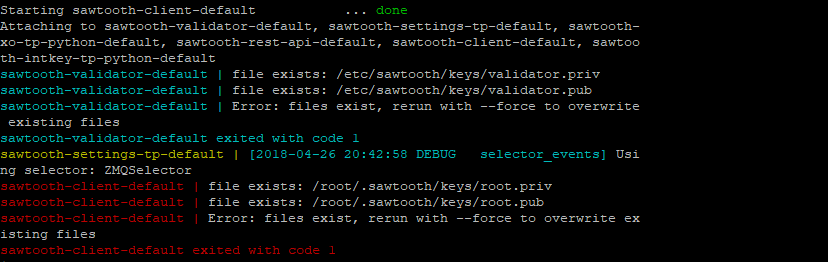 Starting sawtooth-client-default ... done
Attaching to sawtooth-validator-default, sawtooth-settings-tp-default, sawtooth-
xo-tp-python-default, sawtooth-rest-api-default, sawtooth-client-default, sawtoo
th-intkey-tp-python-default
sawtooth-validator-default | file exists: /etc/sawtooth/keys/validator.priv
sawtooth-validator-default | file exists: /etc/sawtooth/keys/validator.pub
sawtooth-validator-default | Error: files exist, rerun with --force to overwrite
 existing files
sawtooth-validator-default exited with code 1
sawtooth-settings-tp-default | [2018-04-26 20:42:58 DEBUG   selector_events] Usi
ng selector: ZMQSelector
sawtooth-client-default | file exists: /root/.sawtooth/keys/root.priv
sawtooth-client-default | file exists: /root/.sawtooth/keys/root.pub
sawtooth-client-default | Error: files exist, rerun with --force to overwrite ex
isting files
sawtooth-client-default exited with code 1